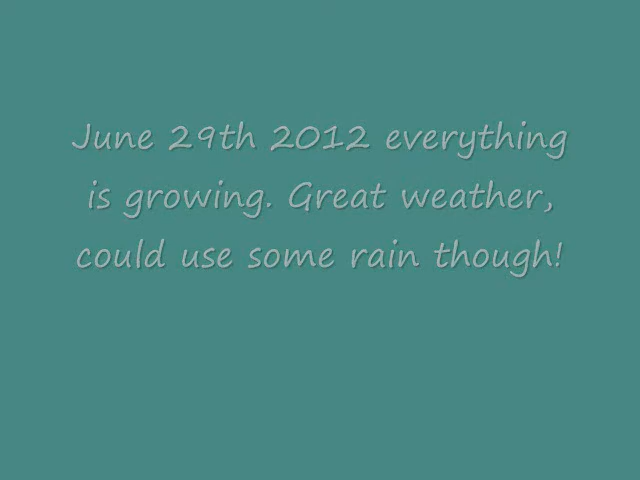 June 29th 2012 everything
is growing. Great weather,
could use some rain though!